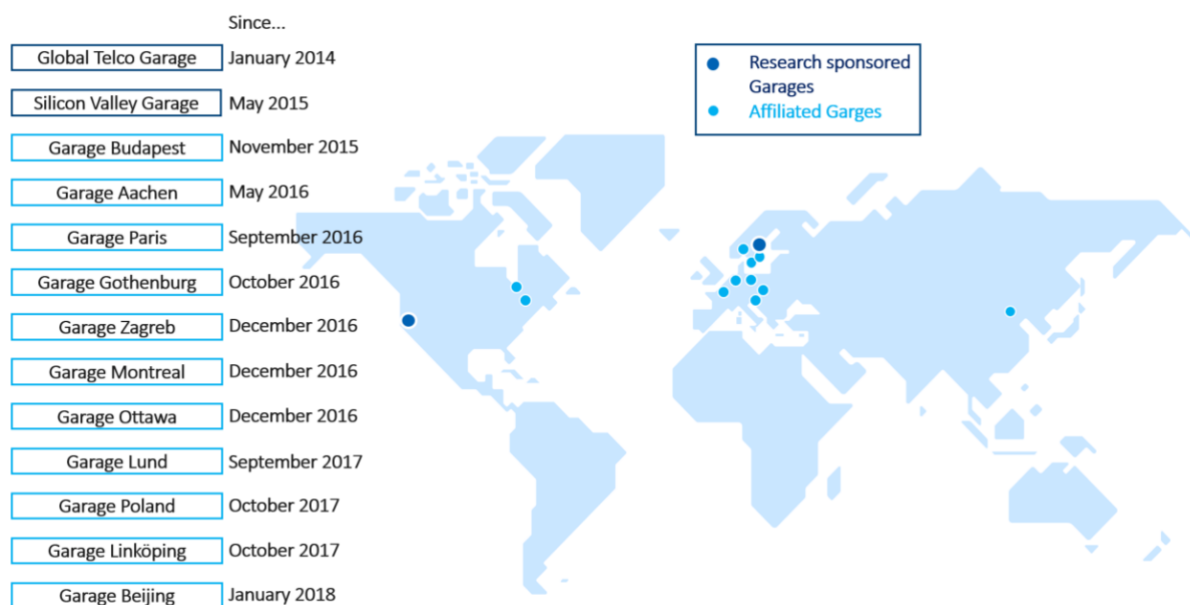 Since...
Global Telco Garage January 2014
Silicon Valley Garage May 2015
Garage Budapest November 2015
Garage Aachen May 2016
Garage Paris September 2016
Garage Gothenburg October 2016
Garage Zagreb December 2016
Garage Montreal December 2016
Garage Ottawa December 2016
Garage Lund September 2017
Garage Poland October 2017
Garage Linköping October 2017
Garage Beijing January 2018
Research sponsored
Garages
Affiliated Garges